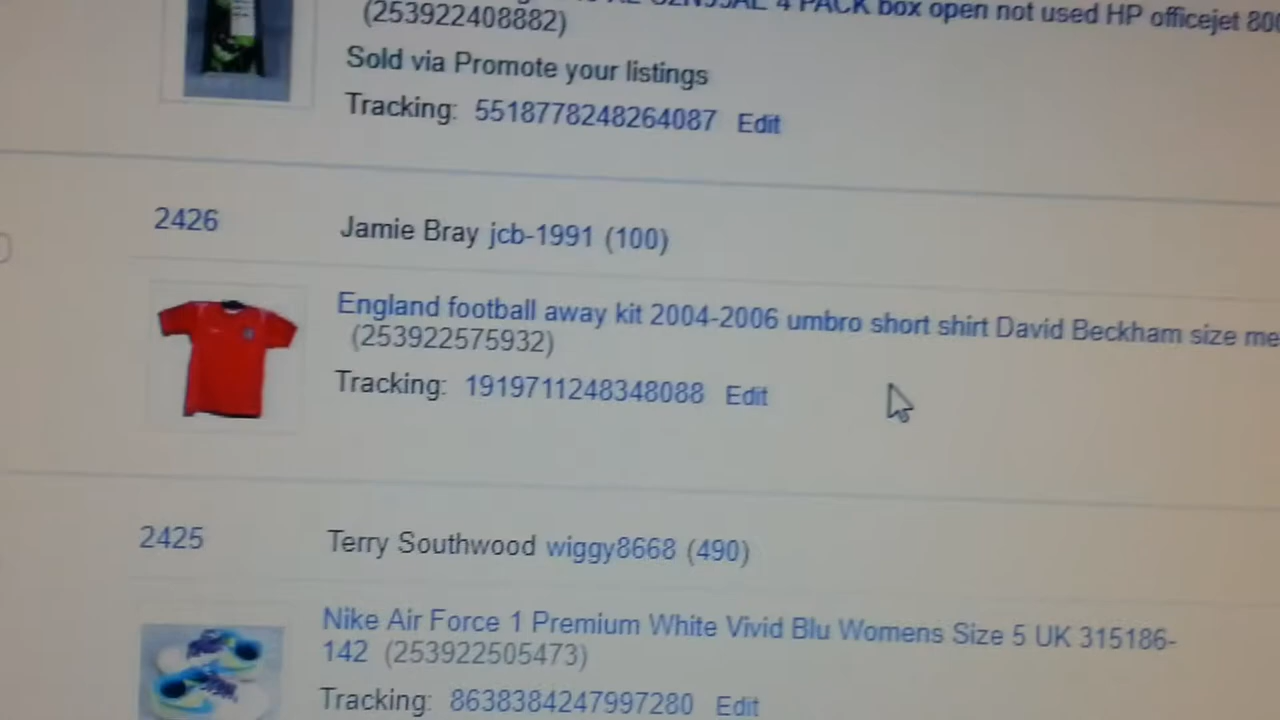 4 PACK box open not used HP officejet
(253922408882)
Sold via Promote your listings
Tracking: 5518778248264087 Edit
2426
Jamie Bray jcb-1991 (100)
England football away kit 2004-2006 umbro short shirt David Beckham size me
(253922575932)
Tracking: 1919711248348088 Edit
2425
Terry Southwood wiggy8668 (490)
Nike Air Force 1 Premium White Vivid Blu Womens Size 5 UK 315186-
142 (253922505473)
Tracking: 8638384247997280 Edit